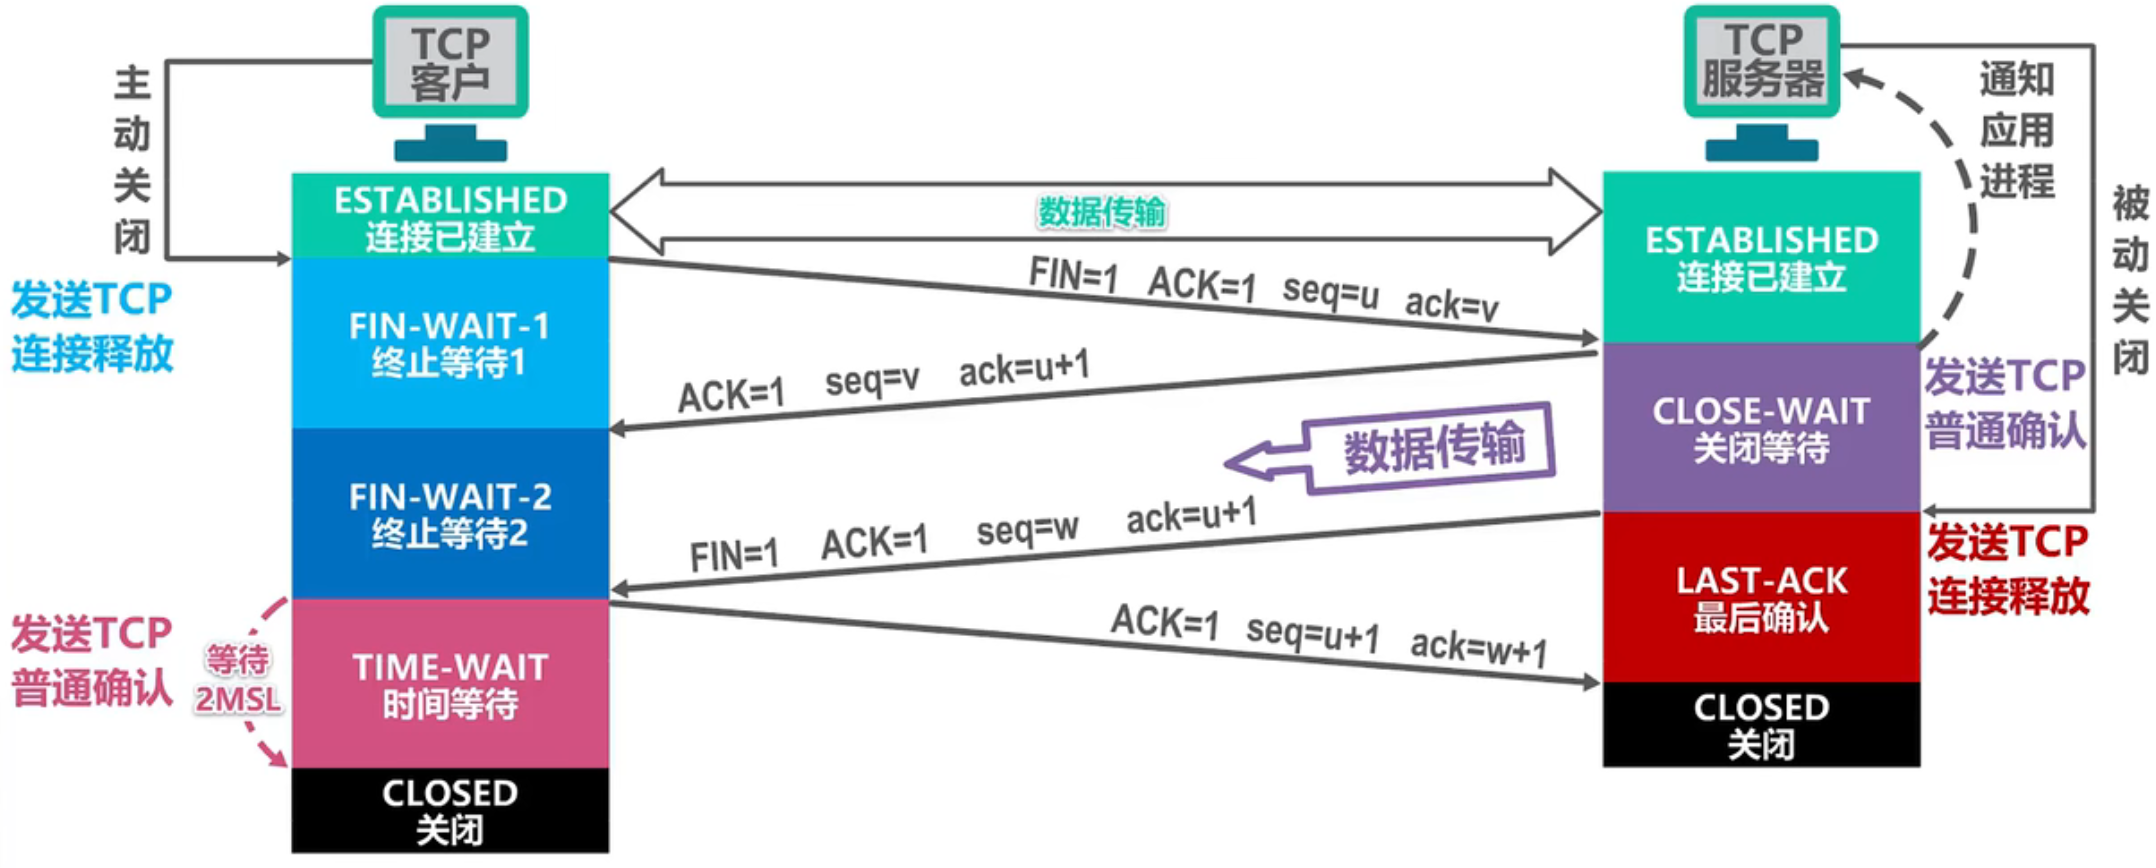 TCP
客户
TCP
服务器
主
动
关
闭
通知
应用
进程
被
动
关
闭
ESTABLISHED
连接已建立
数据传输
ESTABLISHED
连接已建立
FIN=1 ACK=1 seq=u ack=v
发送TCP
连接释放
FIN-WAIT-1
终止等待1
ACK=1 seq=v ack=u+1
CLOSE-WAIT
关闭等待
发送TCP
普通确认
数据传输
FIN-WAIT-2
终止等待2
FIN=1 ACK=1 seq=w ack=u+1
LAST-ACK
最后确认
发送TCP
连接释放
ACK=1 seq=u+1 ack=w+1
发送TCP
普通确认
等待
2MSL
TIME-WAIT
时间等待
CLOSED
关闭
CLOSED
关闭